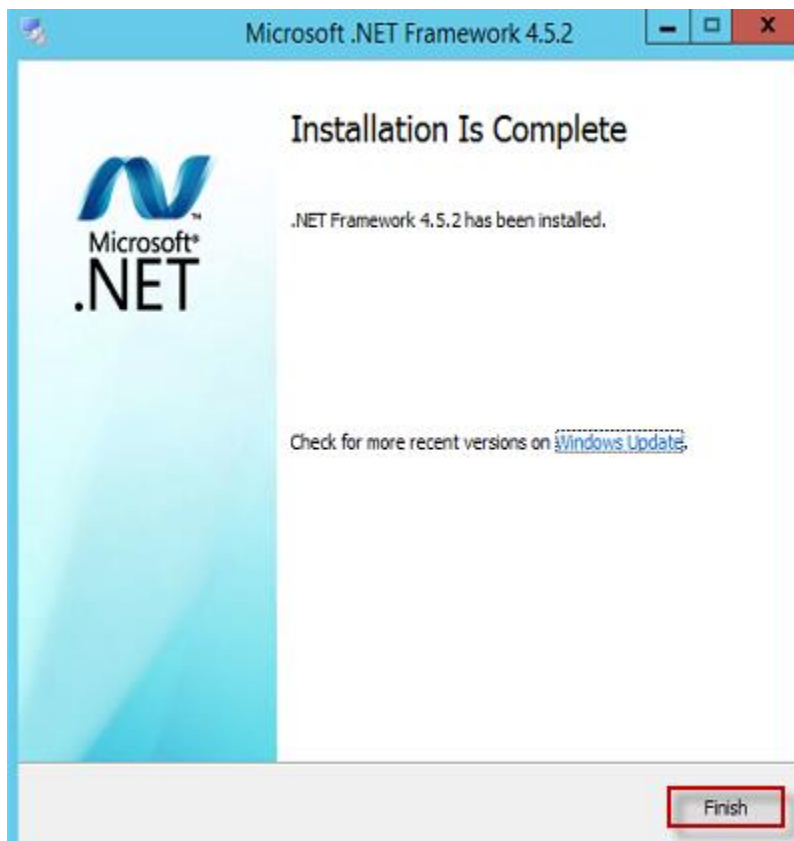 Microsoft .NET Framework 4.5.2
Installation Is Complete
Microsoft®
.NET
™
.NET Framework 4.5.2 has been installed.
Check for more recent versions on Windows Update.
Finish